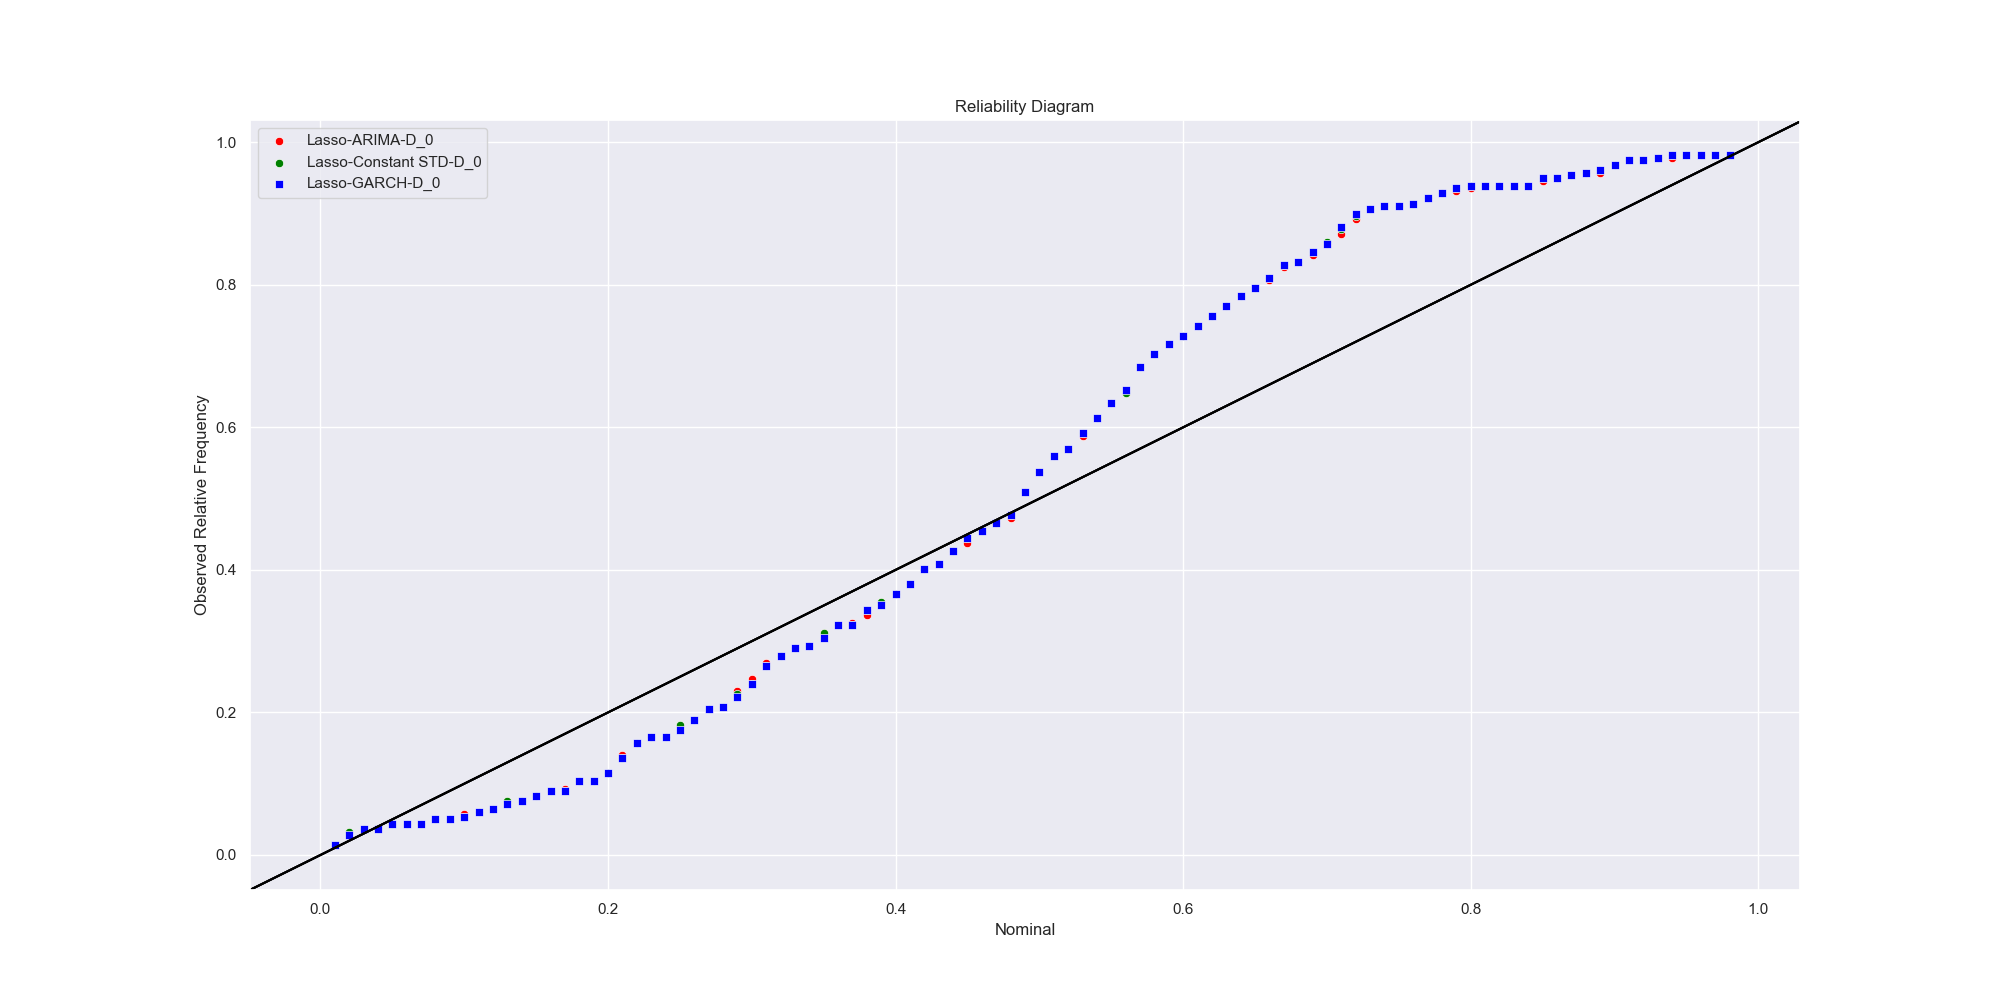 Reliability Diagram
Lasso-ARIMA-D_0
Lasso-Constant STD-D_0
Lasso-GARCH-D_0
1.0
0.8
0.6
0.4
0.2
0.0
Observed Relative Frequency
0.0 0.2 0.4 0.6 0.8 1.0
Nominal